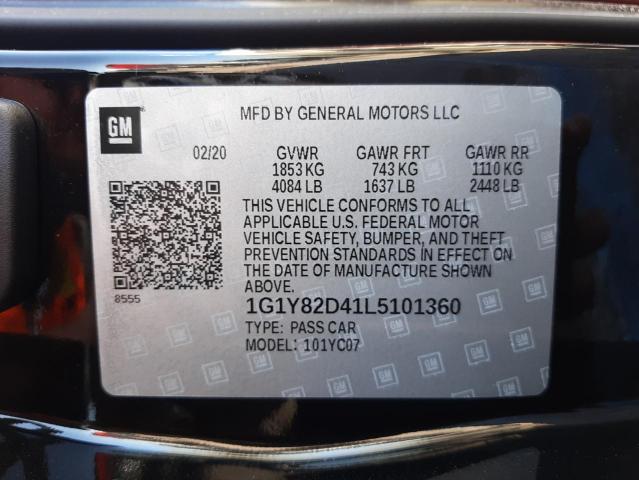 GM
MFD BY GENERAL MOTORS LLC
02/20 GVWR GAWR FRT GAWR RR
1853 KG 743 KG 1110 KG
4084 LB 1637 LB 2448 LB
THIS VEHICLE CONFORMS TO ALL
APPLICABLE U.S. FEDERAL MOTOR
VEHICLE SAFETY, BUMPER, AND THEFT
PREVENTION STANDARDS IN EFFECT ON
THE DATE OF MANUFACTURE SHOWN
ABOVE.
8555
1G1Y82D41L5101360
TYPE: PASS CAR
MODEL: 101YC07